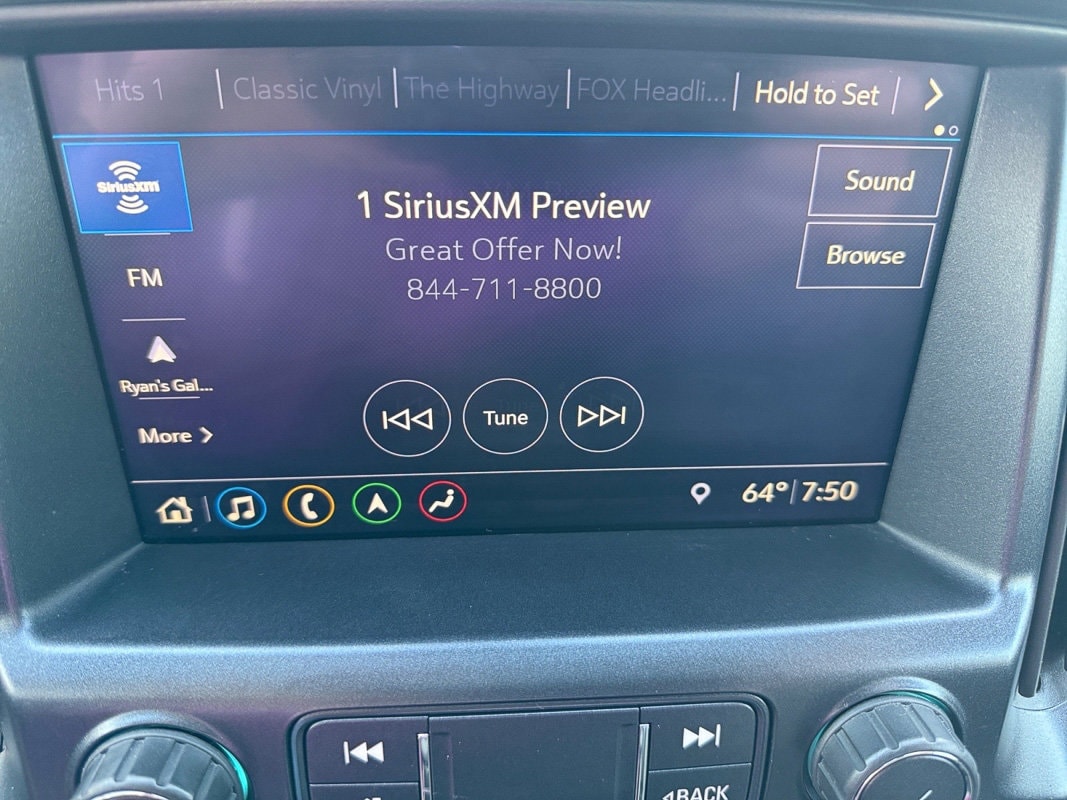 Hits 1
Classic Vinyl
The Highway
FOX Headli...
Hold to Set
SiriusXM
FM
Ryan's Gal...
More
1 SiriusXM Preview
Great Offer Now!
844-711-8800
Sound
Browse
Tune
64° 7:50
BACK